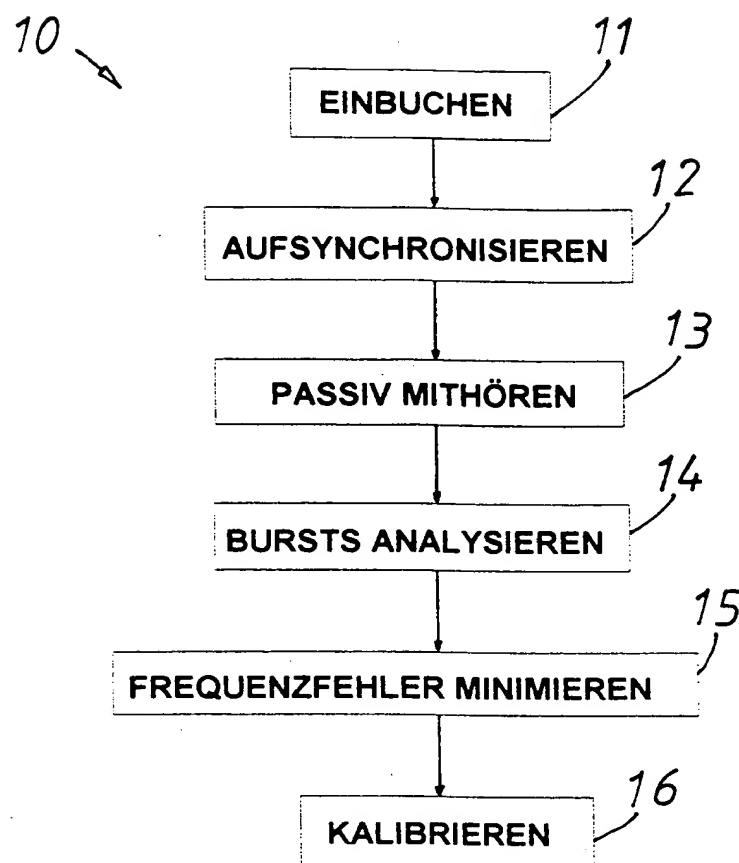 10
11
EINBUCHEN
12
AUFSYNCHRONISIEREN
13
PASSIV MITHÖREN
14
BURSTS ANALYSIEREN
15
FREQUENZFEHLER MINIMIEREN
16
KALIBRIEREN